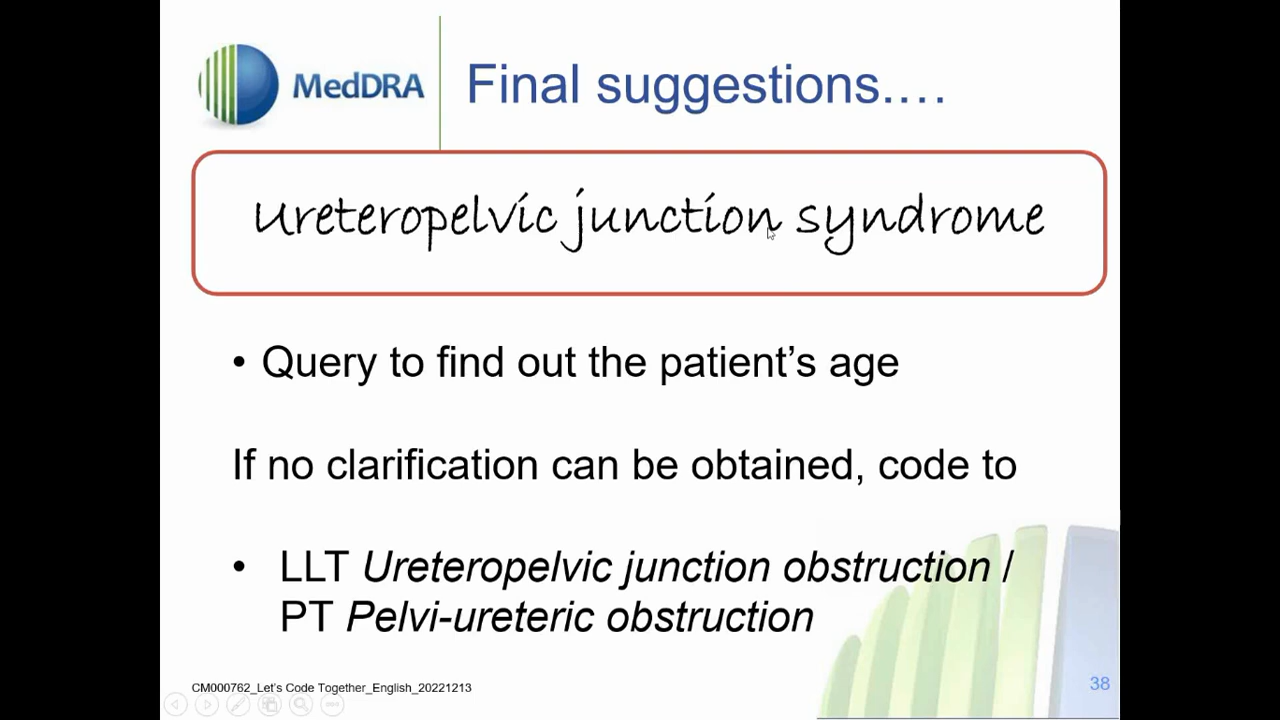 MedDRA
Final suggestions.…
Ureteropelvic junction syndrome
• Query to find out the patient’s age
If no clarification can be obtained, code to
• LLT Ureteropelvic junction obstruction /
PT Pelvi-ureteric obstruction
CM000762_Let’s Code Together_English_20221213
38